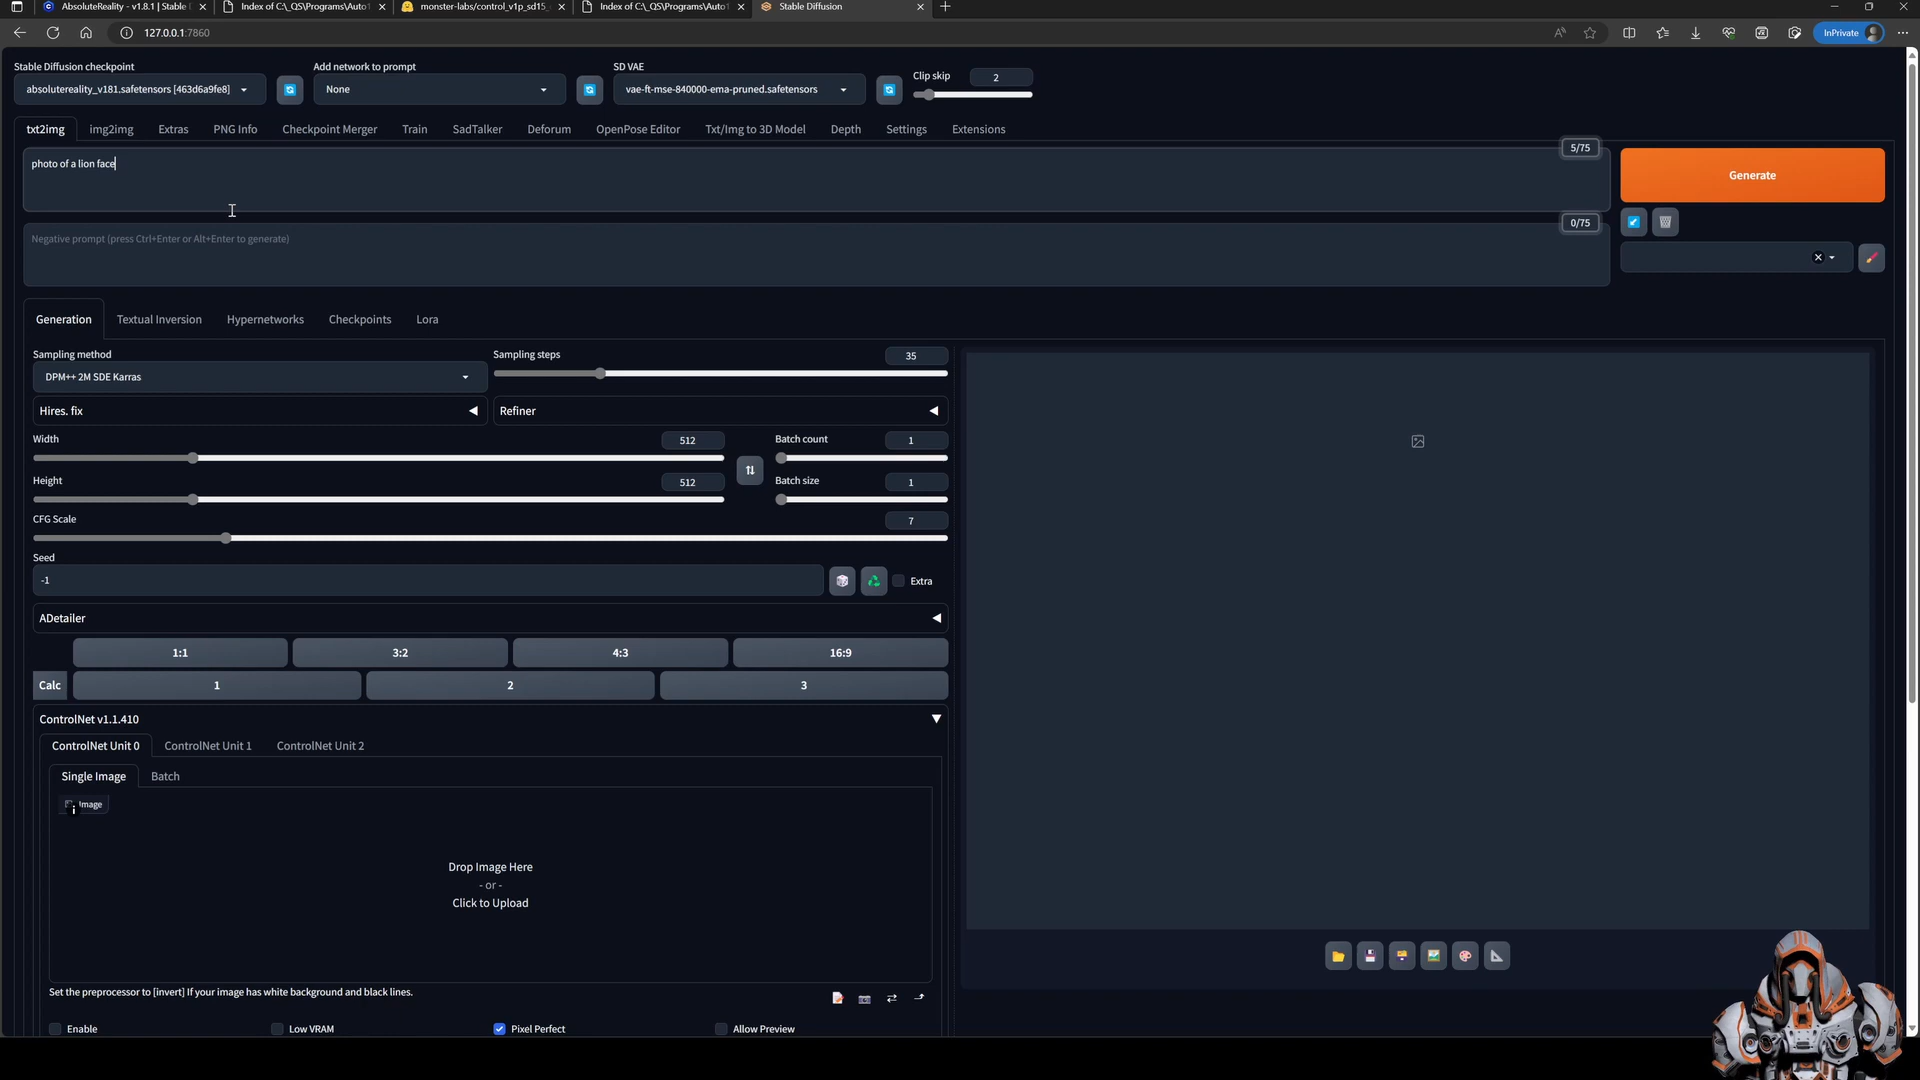 AbsoluteReality - v1.8.1 | Stable D
Index of C:\_QS\Programs\Auto1
monster-labs/control_v1p_sd15_
Index of C:\_QS\Programs\Auto1
Stable Diffusion
127.0.0.1:7860
InPrivate
Stable Diffusion checkpoint
Add network to prompt
SD VAE
Clip skip
2
absolutereality_v181.safetensors [463d6a9fe8]
None
vae-ft-mse-840000-ema-pruned.safetensors
txt2img
img2img
Extras
PNG Info
Checkpoint Merger
Train
SadTalker
Deforum
OpenPose Editor
Txt/Img to 3D Model
Depth
Settings
Extensions
photo of a lion face
5/75
Generate
Negative prompt (press Ctrl+Enter or Alt+Enter to generate)
0/75
Generation
Textual Inversion
Hypernetworks
Checkpoints
Lora
Sampling method
Sampling steps
35
DPM++ 2M SDE Karras
Hires. fix
Refiner
Width
512
Batch count
1
Height
512
Batch size
1
CFG Scale
7
Seed
-1
Extra
ADetailer
1:1
3:2
4:3
16:9
Calc
1
2
3
ControlNet v1.1.410
ControlNet Unit 0
ControlNet Unit 1
ControlNet Unit 2
Single Image
Batch
Image
Drop Image Here
- or -
Click to Upload
Set the preprocessor to [invert] If your image has white background and black lines.
Enable
Low VRAM
Pixel Perfect
Allow Preview